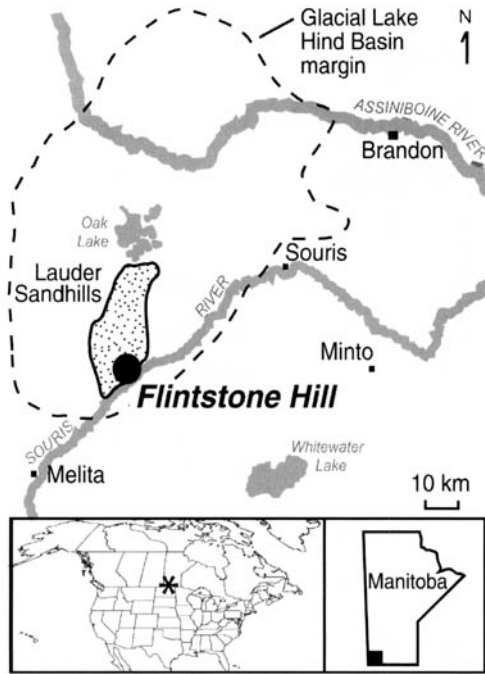 Glacial Lake
Hind Basin
margin
N
ASSINIBOINE RIVER
Brandon
Oak
Lake
Souris
Lauder
Sandhills
RIVER
Minto
Flintstone Hill
SOURIS
Whitewater
Lake
Melita
10 km
Manitoba